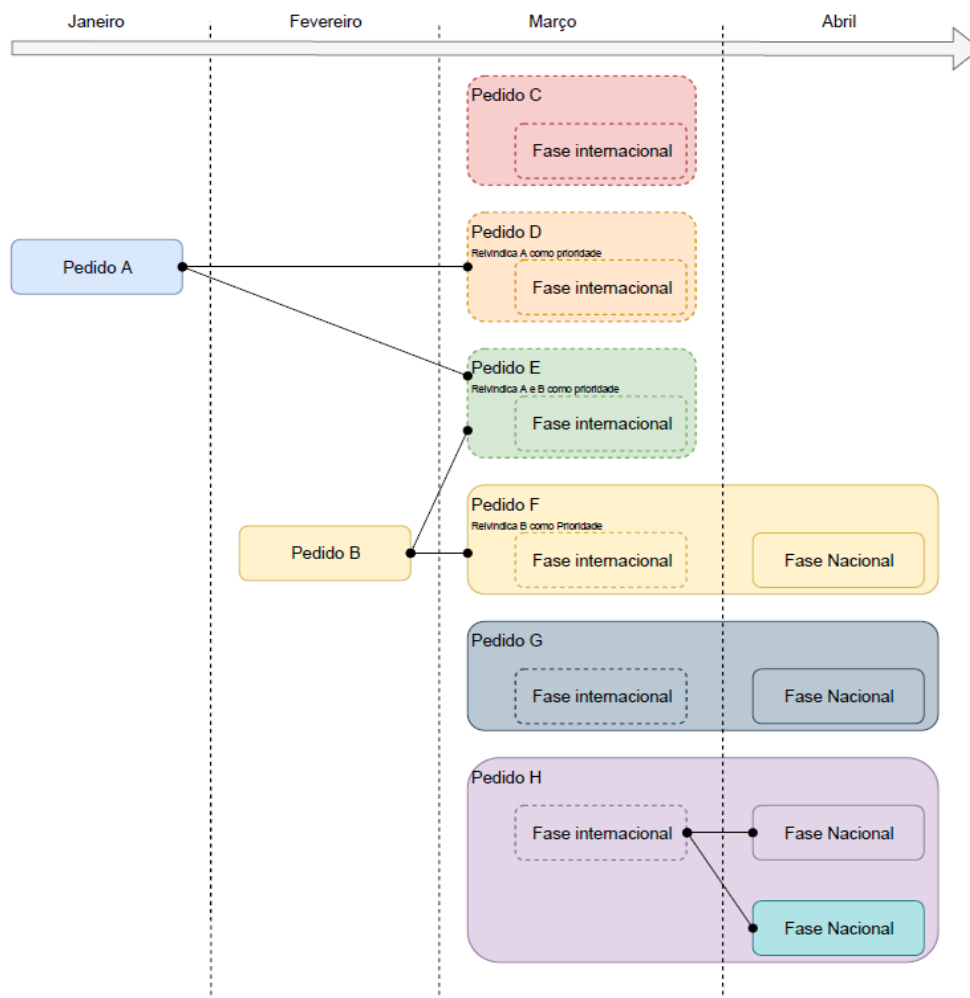 Janeiro
Fevereiro
Março
Abril
Pedido C
Fase internacional
Pedido D
Reivindica A como prioridade
Fase internacional
Pedido A
Pedido E
Reivindica A e B como prioridade
Fase internacional
Pedido F
Reivindica B como Prioridade
Pedido B
Fase internacional
Fase Nacional
Pedido G
Fase internacional
Fase Nacional
Pedido H
Fase internacional
Fase Nacional
Fase Nacional